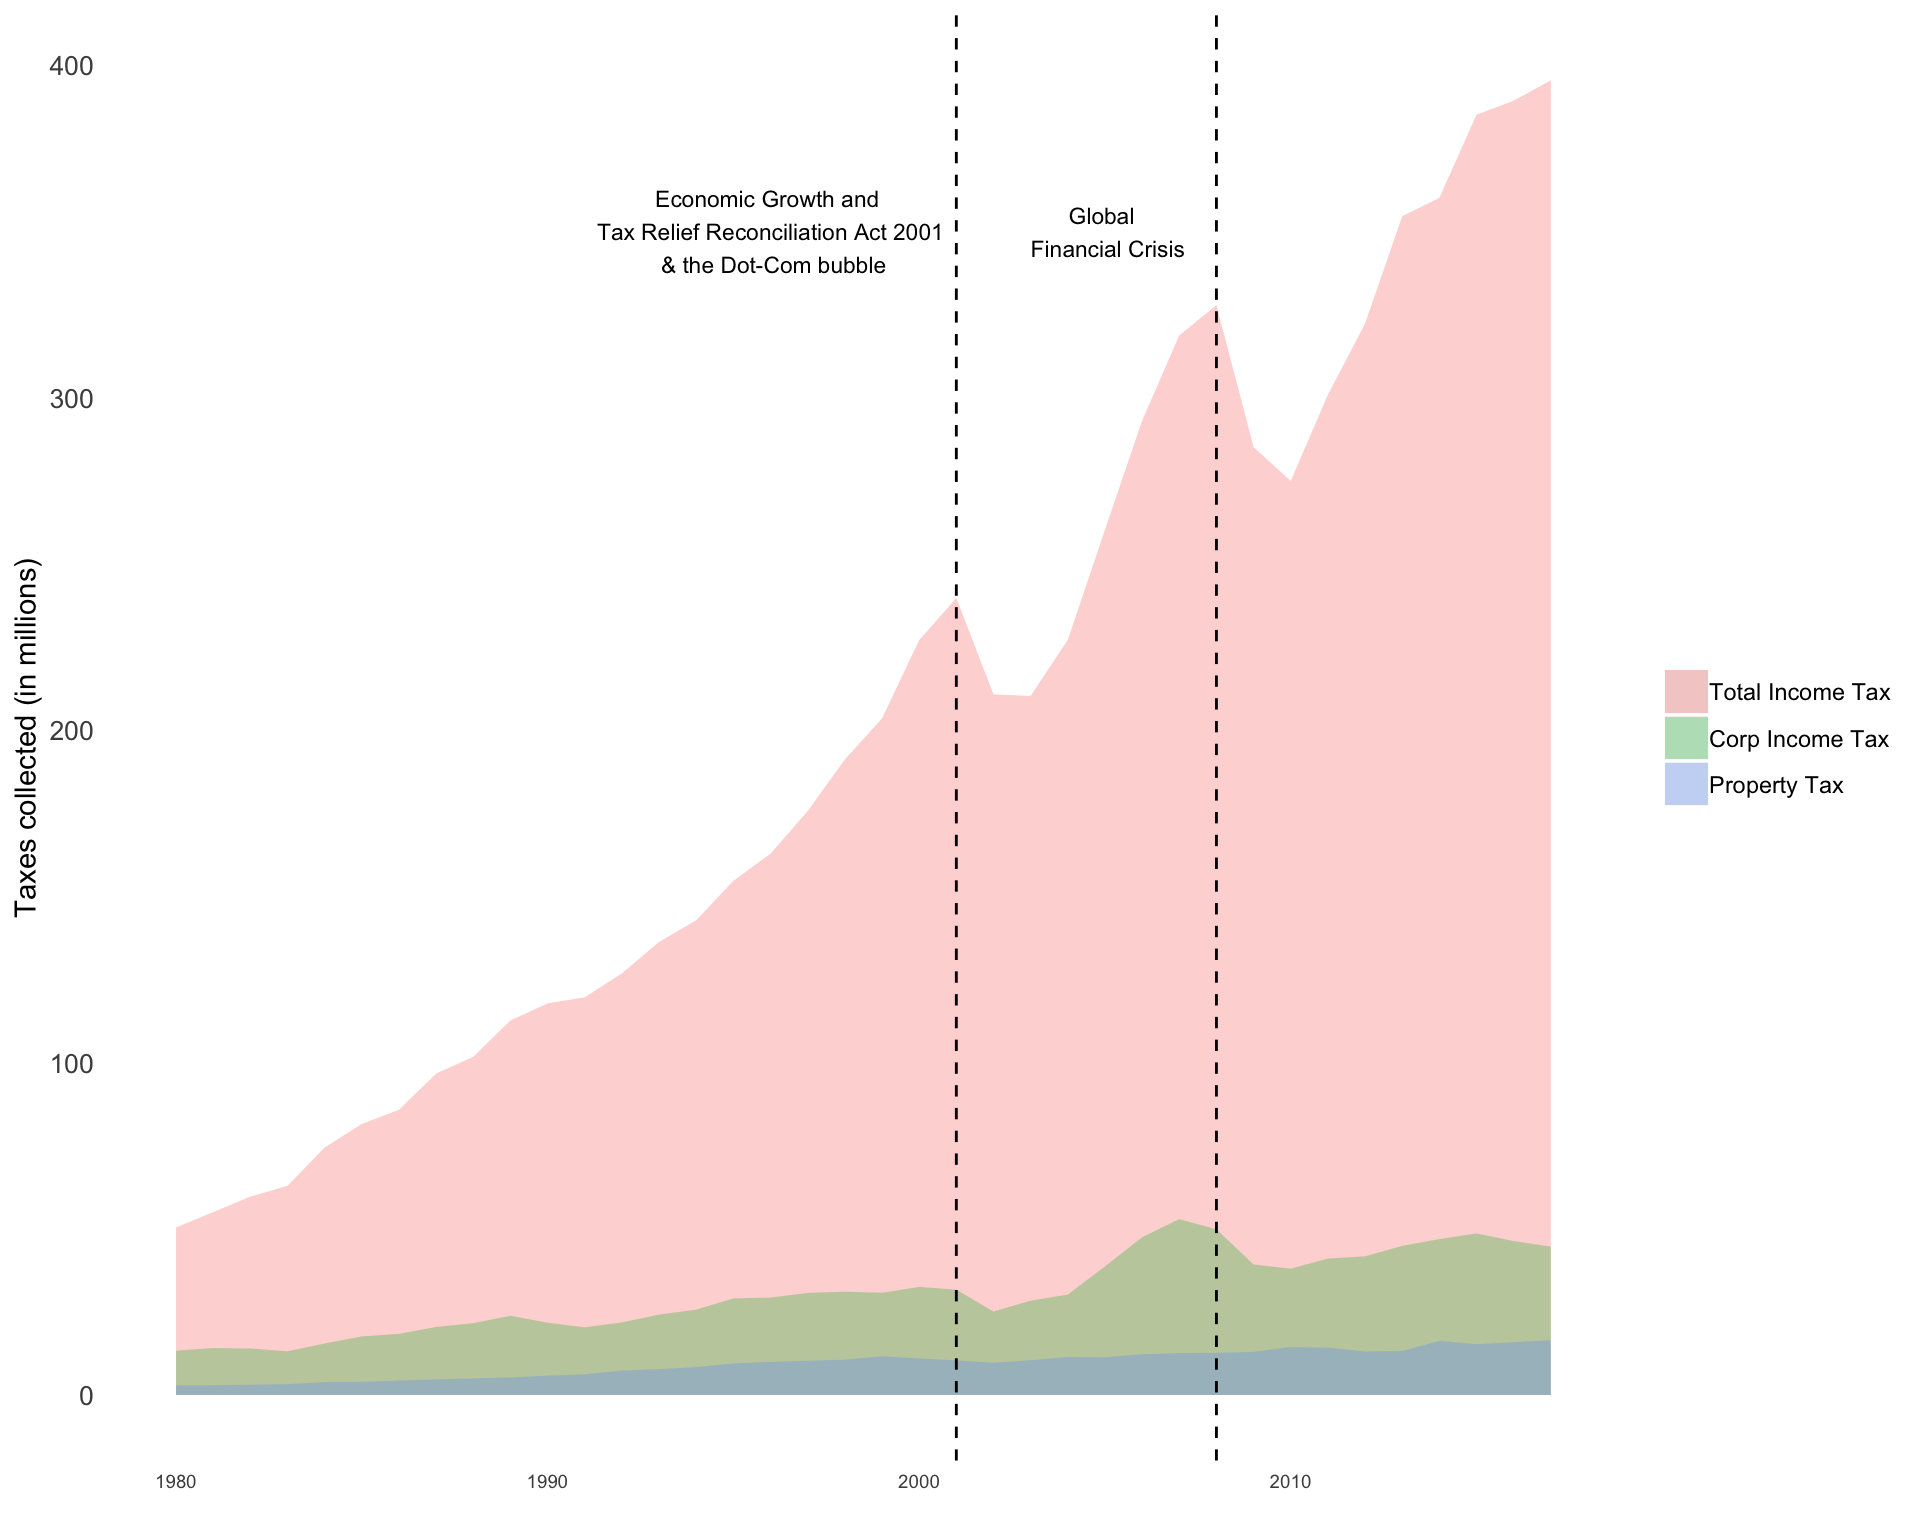 400
300
200
100
0
Taxes collected (in millions)
Economic Growth and
Tax Relief Reconciliation Act 2001
& the Dot-Com bubble
Global
Financial Crisis
Total Income Tax
Corp Income Tax
Property Tax
1980
1990
2000
2010